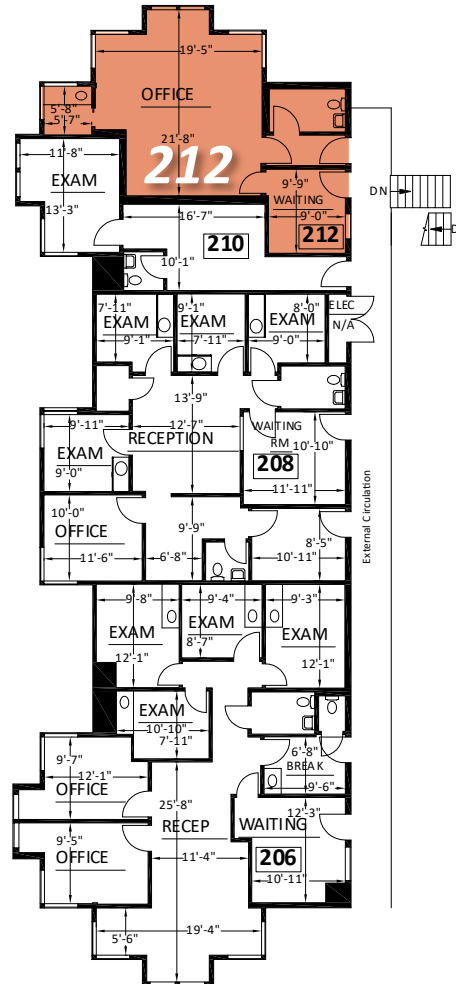 19'-5"
OFFICE
5'-8"
5'-7"
21'-8"
212
11'-8"
EXAM
13'-3"
9'-9"
WAITING
9'-0"
212
DN
D
16'-7"
210
10'-1"
7'-11"
EXAM
9'-1"
9'-1"
EXAM
7'-11"
8'-0"
EXAM
9'-0"
ELEC
N/A
13'-9"
12'-7"
RECEPTION
WAITING
RM
10'-10"
208
11'-11"
9'-11"
EXAM
9'-0"
10'-0"
OFFICE
11'-6"
9'-9"
6'-8"
8'-5"
10'-11"
External Circulation
9'-8"
EXAM
12'-1"
9'-4"
EXAM
8'-7"
9'-3"
EXAM
12'-1"
EXAM
10'-10"
7'-11"
6'-8"
BREAK
9'-6"
9'-7"
12'-1"
OFFICE
25'-8"
RECEP
11'-4"
12'-3"
WAITING
206
10'-11"
9'-5"
OFFICE
19'-4"
5'-6"